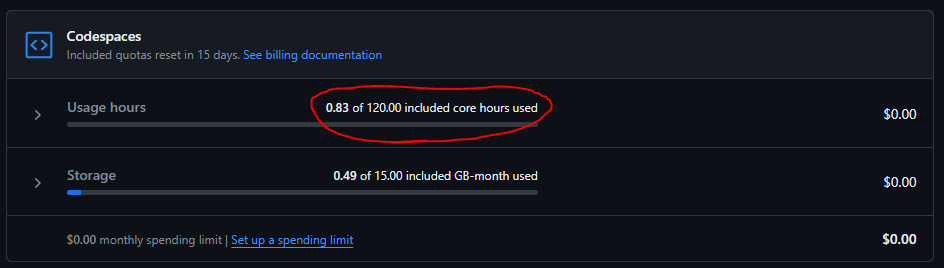 Codespaces
Included quotas reset in 15 days. See billing documentation
Usage hours 0.83 of 120.00 included core hours used $0.00
Storage 0.49 of 15.00 included GB-month used $0.00
$0.00 monthly spending limit | Set up a spending limit $0.00